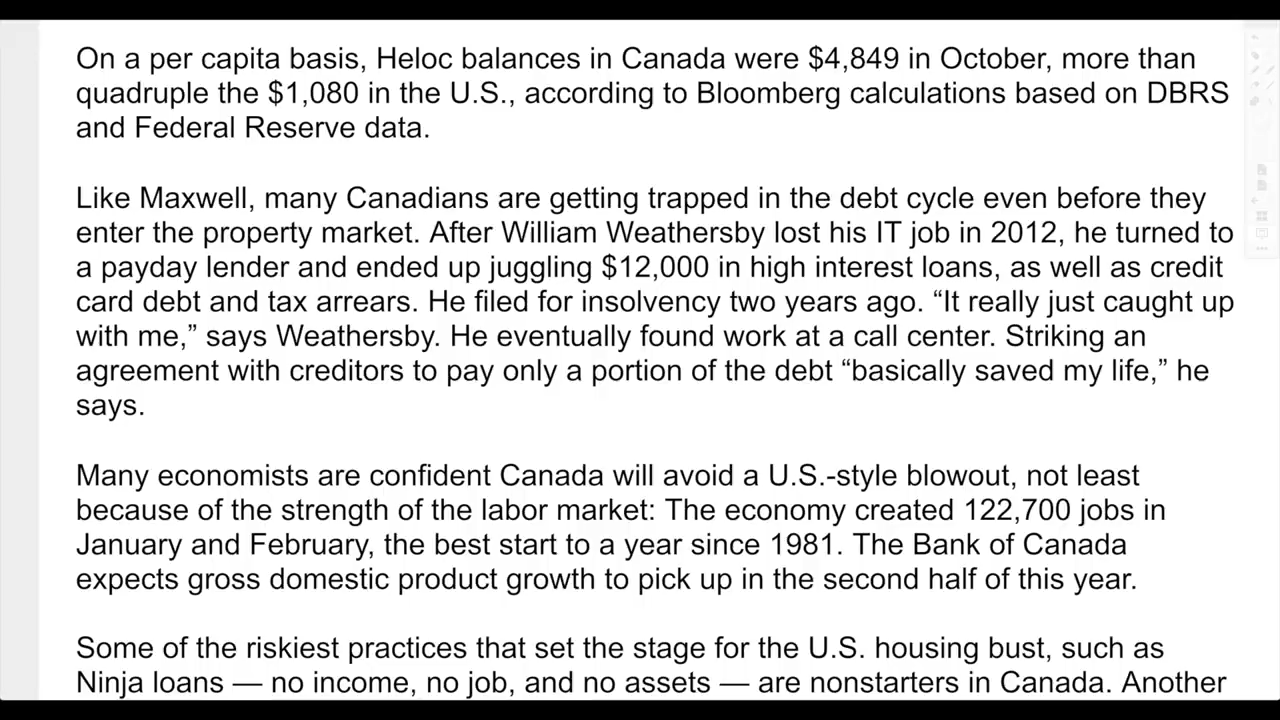 On a per capita basis, Heloc balances in Canada were $4,849 in October, more than
quadruple the $1,080 in the U.S., according to Bloomberg calculations based on DBRS
and Federal Reserve data.
Like Maxwell, many Canadians are getting trapped in the debt cycle even before they
enter the property market. After William Weathersby lost his IT job in 2012, he turned to
a payday lender and ended up juggling $12,000 in high interest loans, as well as credit
card debt and tax arrears. He filed for insolvency two years ago. “It really just caught up
with me,” says Weathersby. He eventually found work at a call center. Striking an
agreement with creditors to pay only a portion of the debt “basically saved my life,” he
says.
Many economists are confident Canada will avoid a U.S.-style blowout, not least
because of the strength of the labor market: The economy created 122,700 jobs in
January and February, the best start to a year since 1981. The Bank of Canada
expects gross domestic product growth to pick up in the second half of this year.
Some of the riskiest practices that set the stage for the U.S. housing bust, such as
Ninja loans — no income, no job, and no assets — are nonstarters in Canada. Another